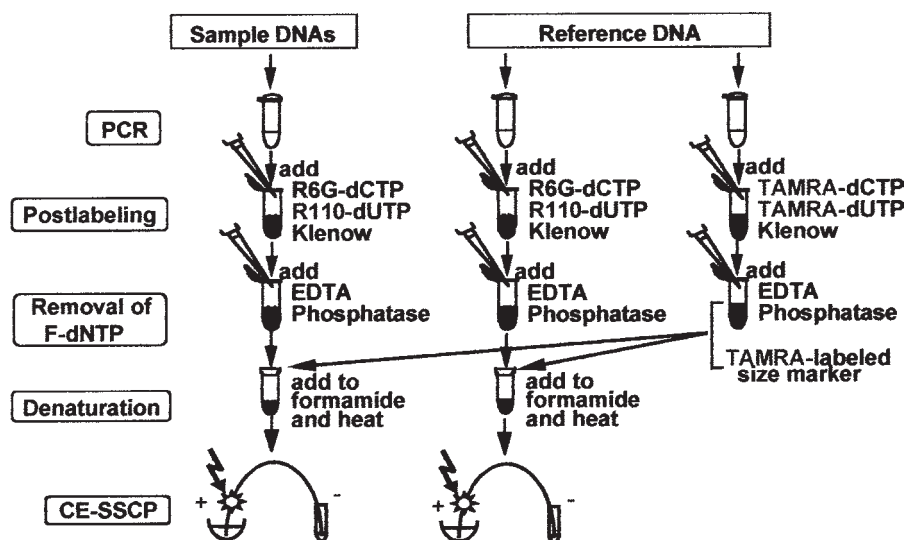 Sample DNAs
Reference DNA
PCR
add
R6G-dCTP
R110-dUTP
Klenow
add
R6G-dCTP
R110-dUTP
Klenow
add
TAMRA-dCTP
TAMRA-dUTP
Klenow
Postlabeling
add
EDTA
Phosphatase
add
EDTA
Phosphatase
add
EDTA
Phosphatase
Removal of
F-dNTP
TAMRA-labeled
size marker
Denaturation
add to
formamide
and heat
add to
formamide
and heat
CE-SSCP
+
-
+
-